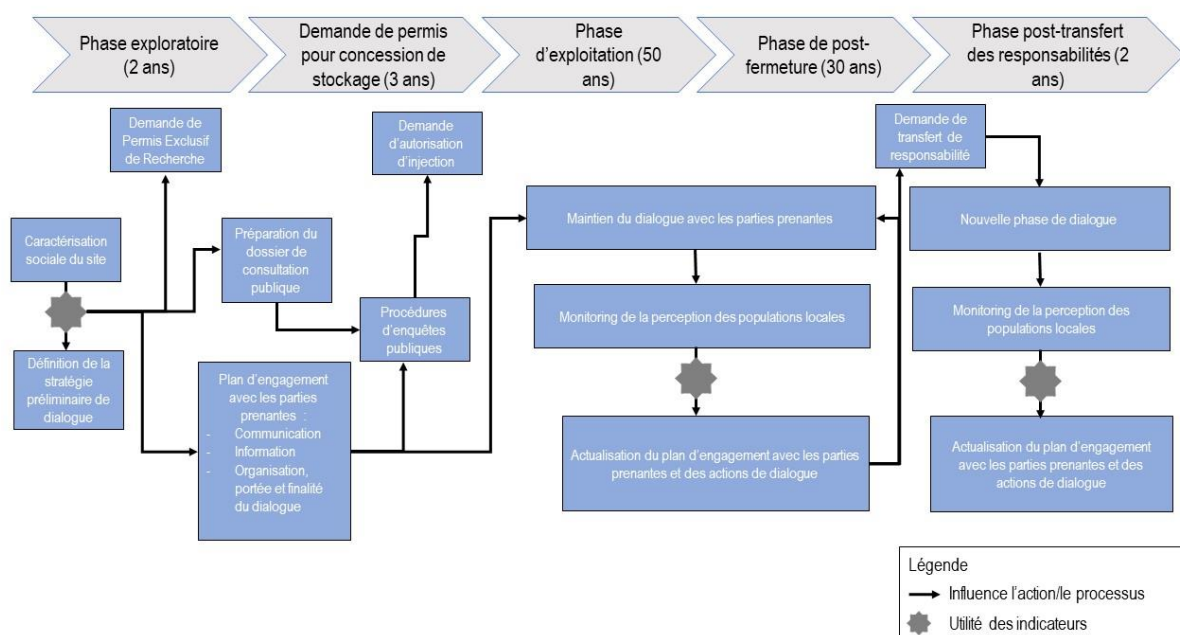 Phase exploratoire
(2 ans)
Demande de permis
pour concession de
stockage (3 ans)
Phase
d’exploitation (50
ans)
Phase de post-
fermeture (30 ans)
Phase post-transfert
des responsabilités (2
ans)
Demande de
Permis Exclusif
de Recherche
Demande
d’autorisation
d’injection
Demande de
transfert de
responsabilité
Caractérisation
sociale du site
Préparation du
dossier de
consultation
publique
Maintien du dialogue avec les parties prenantes
Nouvelle phase de dialogue
Procédures
d’enquêtes
publiques
Monitoring de la perception des populations locales
Monitoring de la perception des
populations locales
Définition de la
stratégie
préliminaire de
dialogue
Plan d’engagement
avec les parties
prenantes :
- Communication
- Information
- Organisation,
portée et finalité
du dialogue
Actualisation du plan d’engagement avec les parties
prenantes et des actions de dialogue
Actualisation du plan d’engagement
avec les parties prenantes et des
actions de dialogue
Légende
Influence l’action/le processus
Utilité des indicateurs